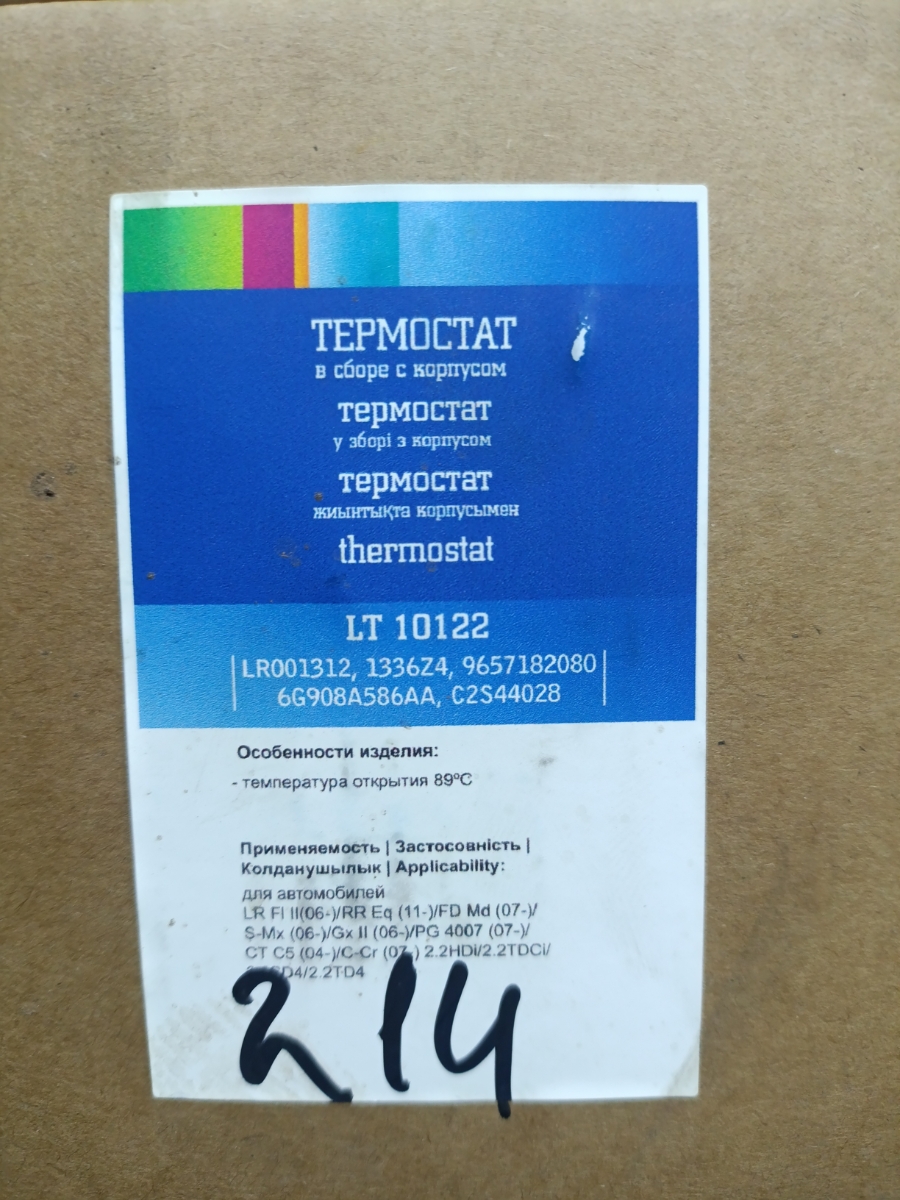 ТЕРМОСТАТ
в сборе с корпусом
термостат
у зборі з корпусом
термостат
жиынтықта корпусымен
thermostat
LT 10122
LR001312, 1336Z4, 9657182080
6G908A586AA, C2S44028
Особенности изделия:
- температура открытия 89ºС
Применяемость | Застосовність |
Колданушылык | Applicability:
для автомобилей
LR Fl II(06-)/RR Eq (11-)/FD Md (07-)/
S-Mx (06-)/Gx II (06-)/PG 4007 (07-)/
CT C5 (04-)/C-Cr (07-) 2.2HDi/2.2TDCi/
2.2TD4
214